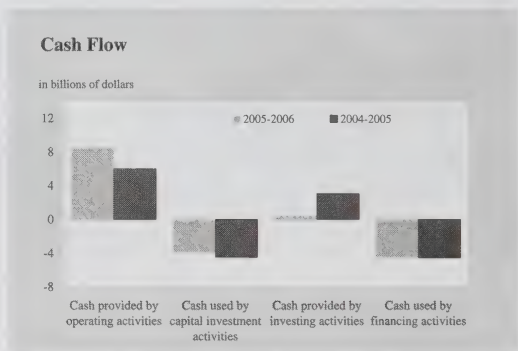 Cash Flow
in billions of dollars
2005-2006 2004-2005
12
8
4
0
-4
-8
Cash provided by operating activities
Cash used by capital investment activities
Cash provided by investing activities
Cash used by financing activities